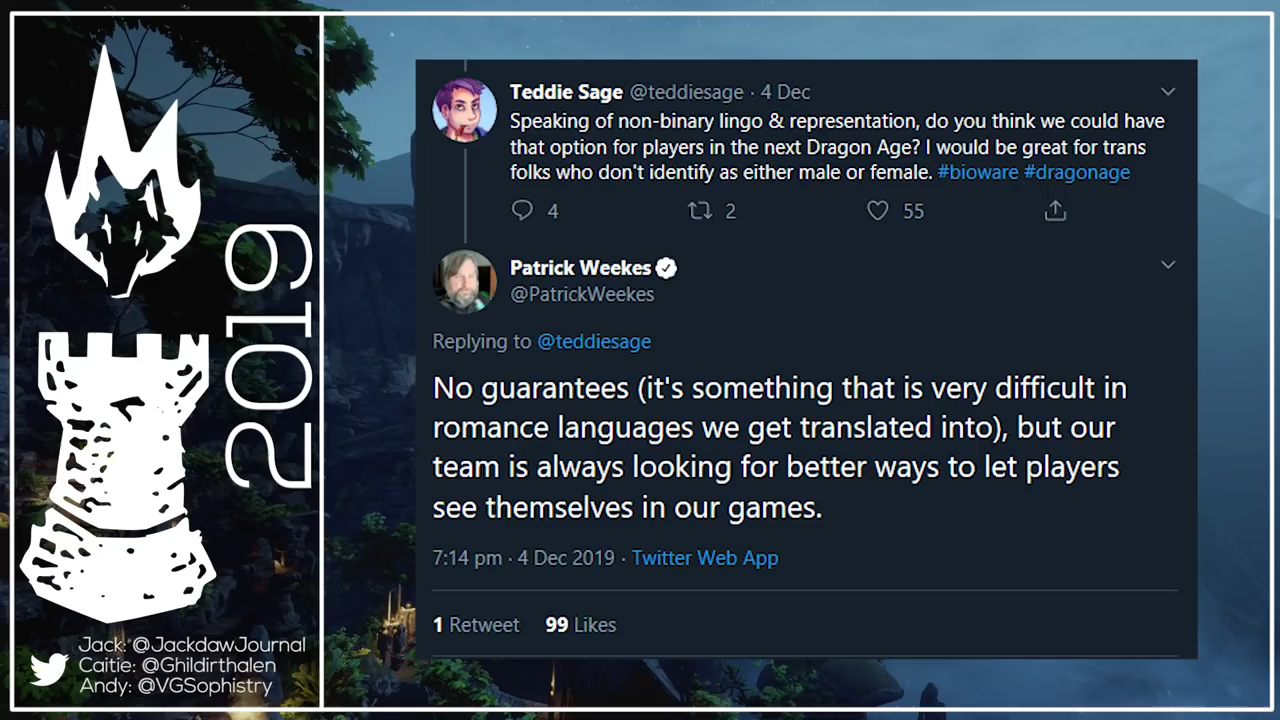 Teddie Sage @teddiesage · 4 Dec
Speaking of non-binary lingo & representation, do you think we could have
that option for players in the next Dragon Age? I would be great for trans
folks who don't identify as either male or female. #bioware #dragonage
4 2 55
Patrick Weekes
@PatrickWeekes
Replying to @teddiesage
No guarantees (it's something that is very difficult in
romance languages we get translated into), but our
team is always looking for better ways to let players
see themselves in our games.
7:14 pm · 4 Dec 2019 · Twitter Web App
1 Retweet 99 Likes
2019
Jack: @JackdawJournal
Caitie: @Ghildirthalen
Andy: @VGSophistry